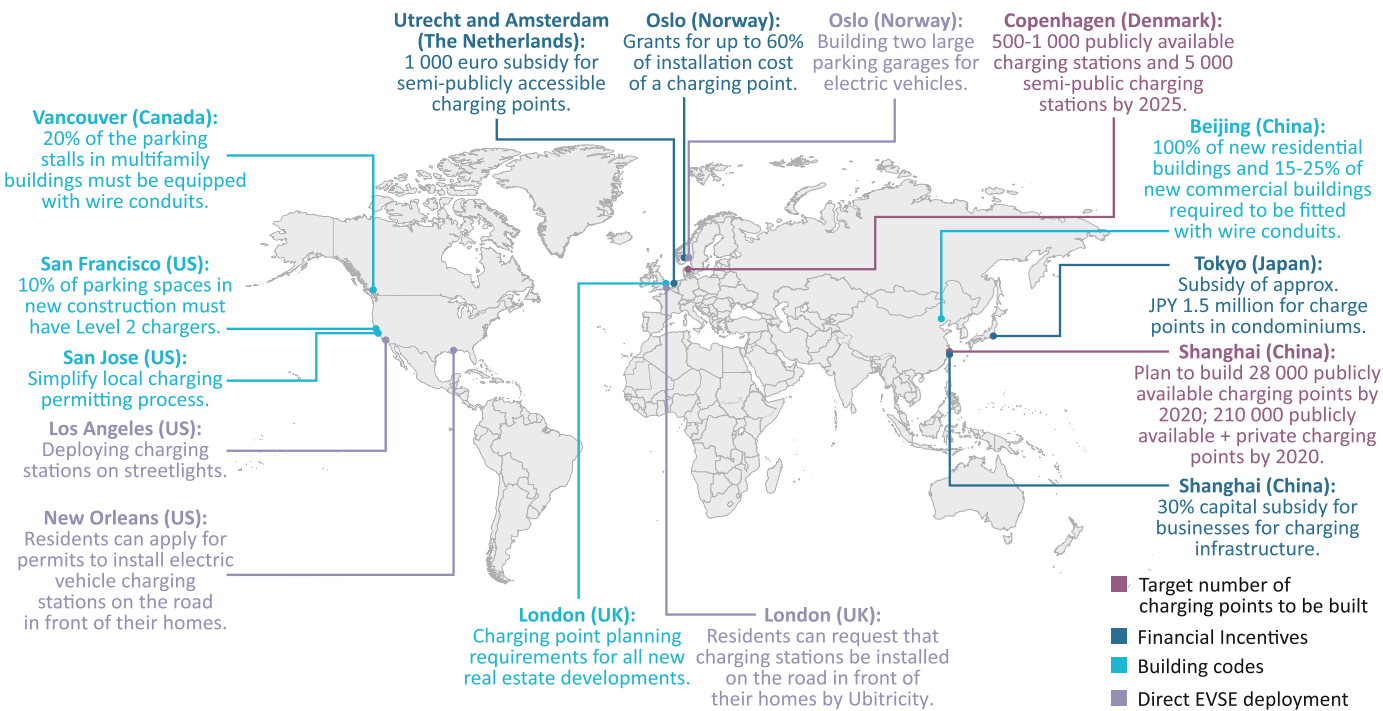 Utrecht and Amsterdam
(The Netherlands):
1 000 euro subsidy for
semi-publicly accessible
charging points.
Oslo (Norway):
Grants for up to 60%
of installation cost
of a charging point.
Oslo (Norway):
Building two large
parking garages for
electric vehicles.
Copenhagen (Denmark):
500-1 000 publicly available
charging stations and 5 000
semi-public charging
stations by 2025.
Vancouver (Canada):
20% of the parking
stalls in multifamily
buildings must be equipped
with wire conduits.
Beijing (China):
100% of new residential
buildings and 15-25% of
new commercial buildings
required to be fitted
with wire conduits.
San Francisco (US):
10% of parking spaces in
new construction must
have Level 2 chargers.
Tokyo (Japan):
Subsidy of approx.
JPY 1.5 million for charge
points in condominiums.
San Jose (US):
Simplify local charging
permitting process.
Shanghai (China):
Plan to build 28 000 publicly
available charging points by
2020; 210 000 publicly
available + private charging
points by 2020.
Los Angeles (US):
Deploying charging
stations on streetlights.
Shanghai (China):
30% capital subsidy for
businesses for charging
infrastructure.
New Orleans (US):
Residents can apply for
permits to install electric
vehicle charging
stations on the road
in front of their homes.
London (UK):
Charging point planning
requirements for all new
real estate developments.
London (UK):
Residents can request that
charging stations be installed
on the road in front of
their homes by Ubitricity.
Target number of
charging points to be built
Financial Incentives
Building codes
Direct EVSE deployment